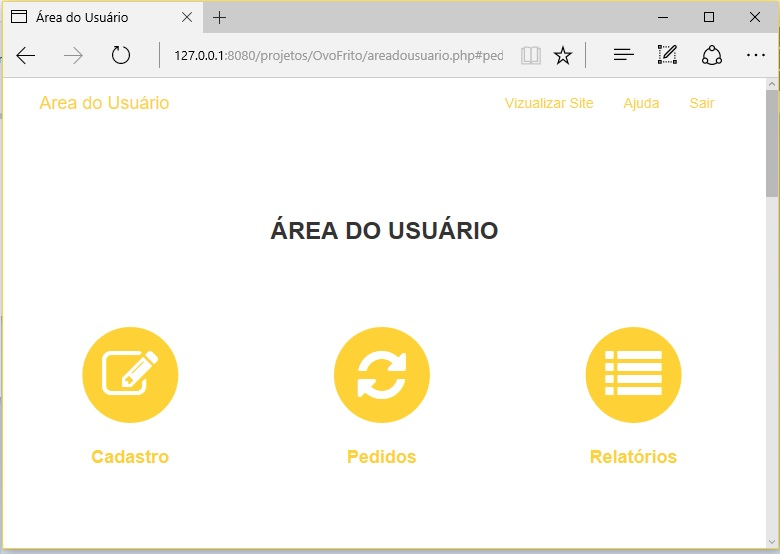 Área do Usuário
127.0.0.1:8080/projetos/OvoFrito/areadousuario.php#ped
Area do Usuário Vizualizar Site Ajuda Sair
ÁREA DO USUÁRIO
Cadastro Pedidos Relatórios